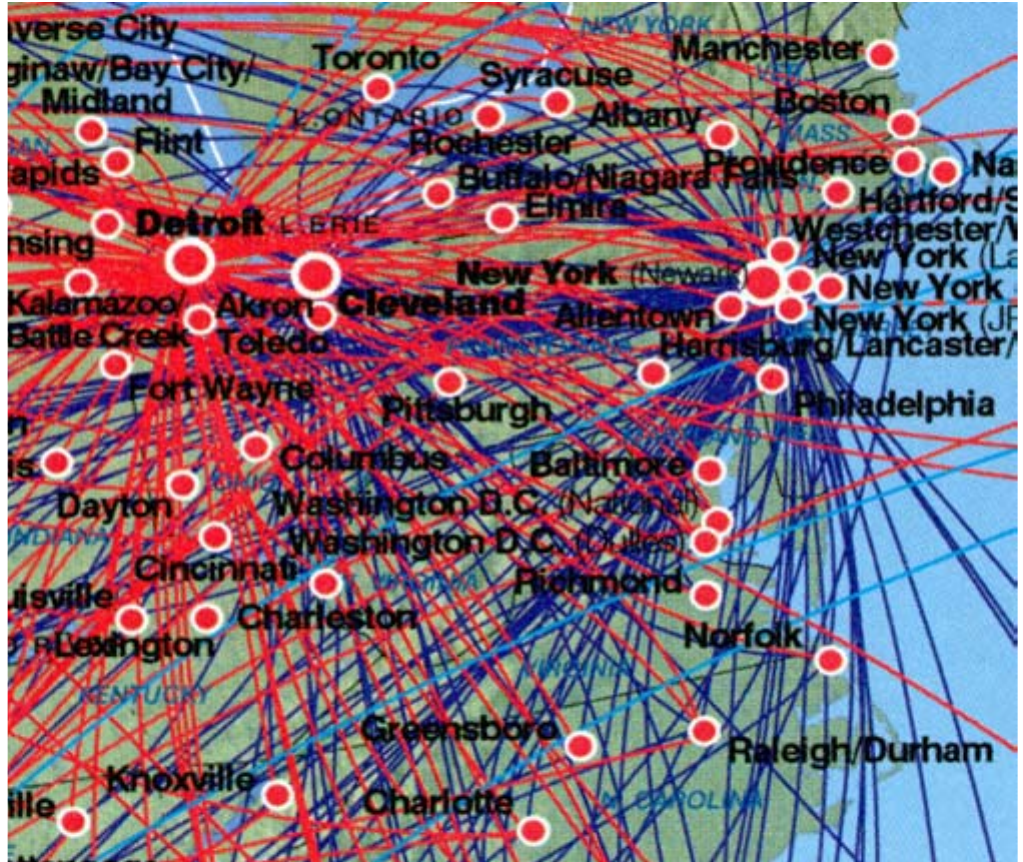 verse City
NEW YORK
Manchester
ginaw/Bay City/
Toronto
Syracuse
Midland
Boston
L. ONTARIO
Albany
Flint
Rochester
MASS
apids
Buffalo/Niagara Falls
Providence
Na
Elmira
Hartford/S
Detroit
L. ERIE
nsing
Westchester/
New York (Newark)
New York (La
Kalamazoo/
Akron
Cleveland
New York
Battle Creek
Toledo
Allentown
New York (JF
Harrisburg/Lancaster/
Fort Wayne
Pittsburgh
Philadelphia
Columbus
Baltimore
is
Dayton
OHIO
Washington D.C. (National)
INDIANA
Washington D.C. (Dulles)
Cincinnati
Richmond
uisville
Charleston
Lexington
Norfolk
VIRGINIA
KENTUCKY
Greensboro
Raleigh/Durham
Knoxville
ille
Charlotte
N. CAROLINA